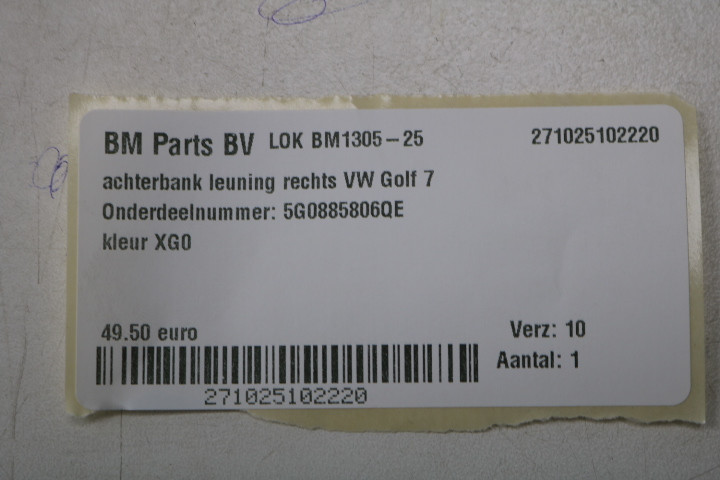 BM Parts BV LOK BM1305-25 271025102220
achterbank leuning rechts VW Golf 7
Onderdeelnummer: 5G0885806QE
kleur XG0
49.50 euro Verz: 10
Aantal: 1
271025102220